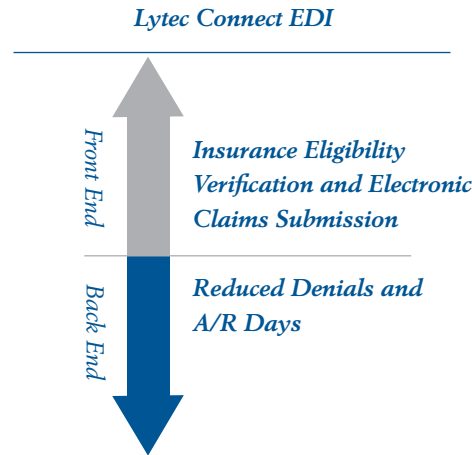 Lytec Connect EDI
Front End
Insurance Eligibility
Verification and Electronic
Claims Submission
Back End
Reduced Denials and
A/R Days